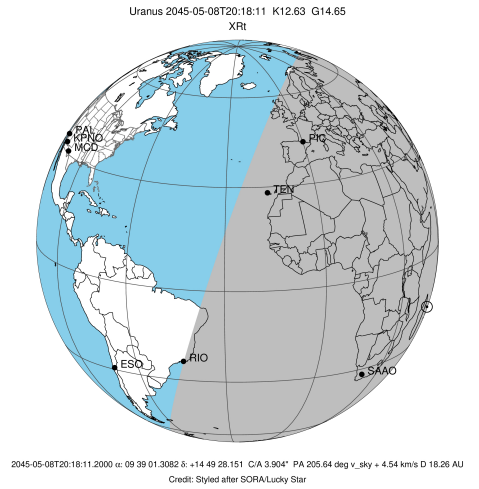 Uranus 2045-05-08T20:18:11  K12.63  G14.65
XRt
PAL
KPNO
MCD
PIC
TEN
ESO
RIO
SAAO
2045-05-08T20:18:11.2000 α: 09 39 01.3082 δ: +14 49 28.151  C/A 3.904"  PA 205.64 deg v_sky + 4.54 km/s D 18.26 AU
Credit: Styled after SORA/Lucky Star